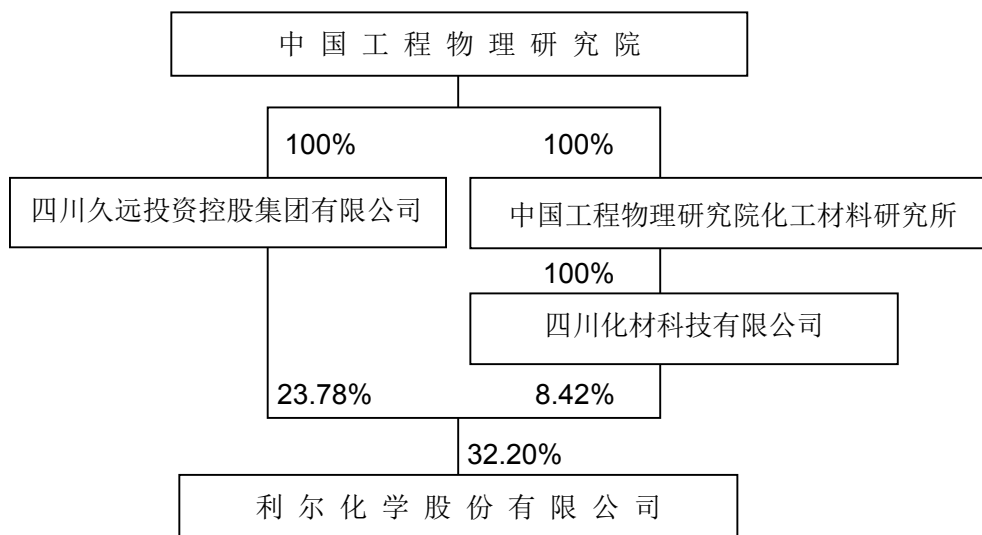 中国工程物理研究院
100%
100%
四川久远投资控股集团有限公司
中国工程物理研究院化工材料研究所
100%
四川化材科技有限公司
23.78%
8.42%
32.20%
利尔化学股份有限公司